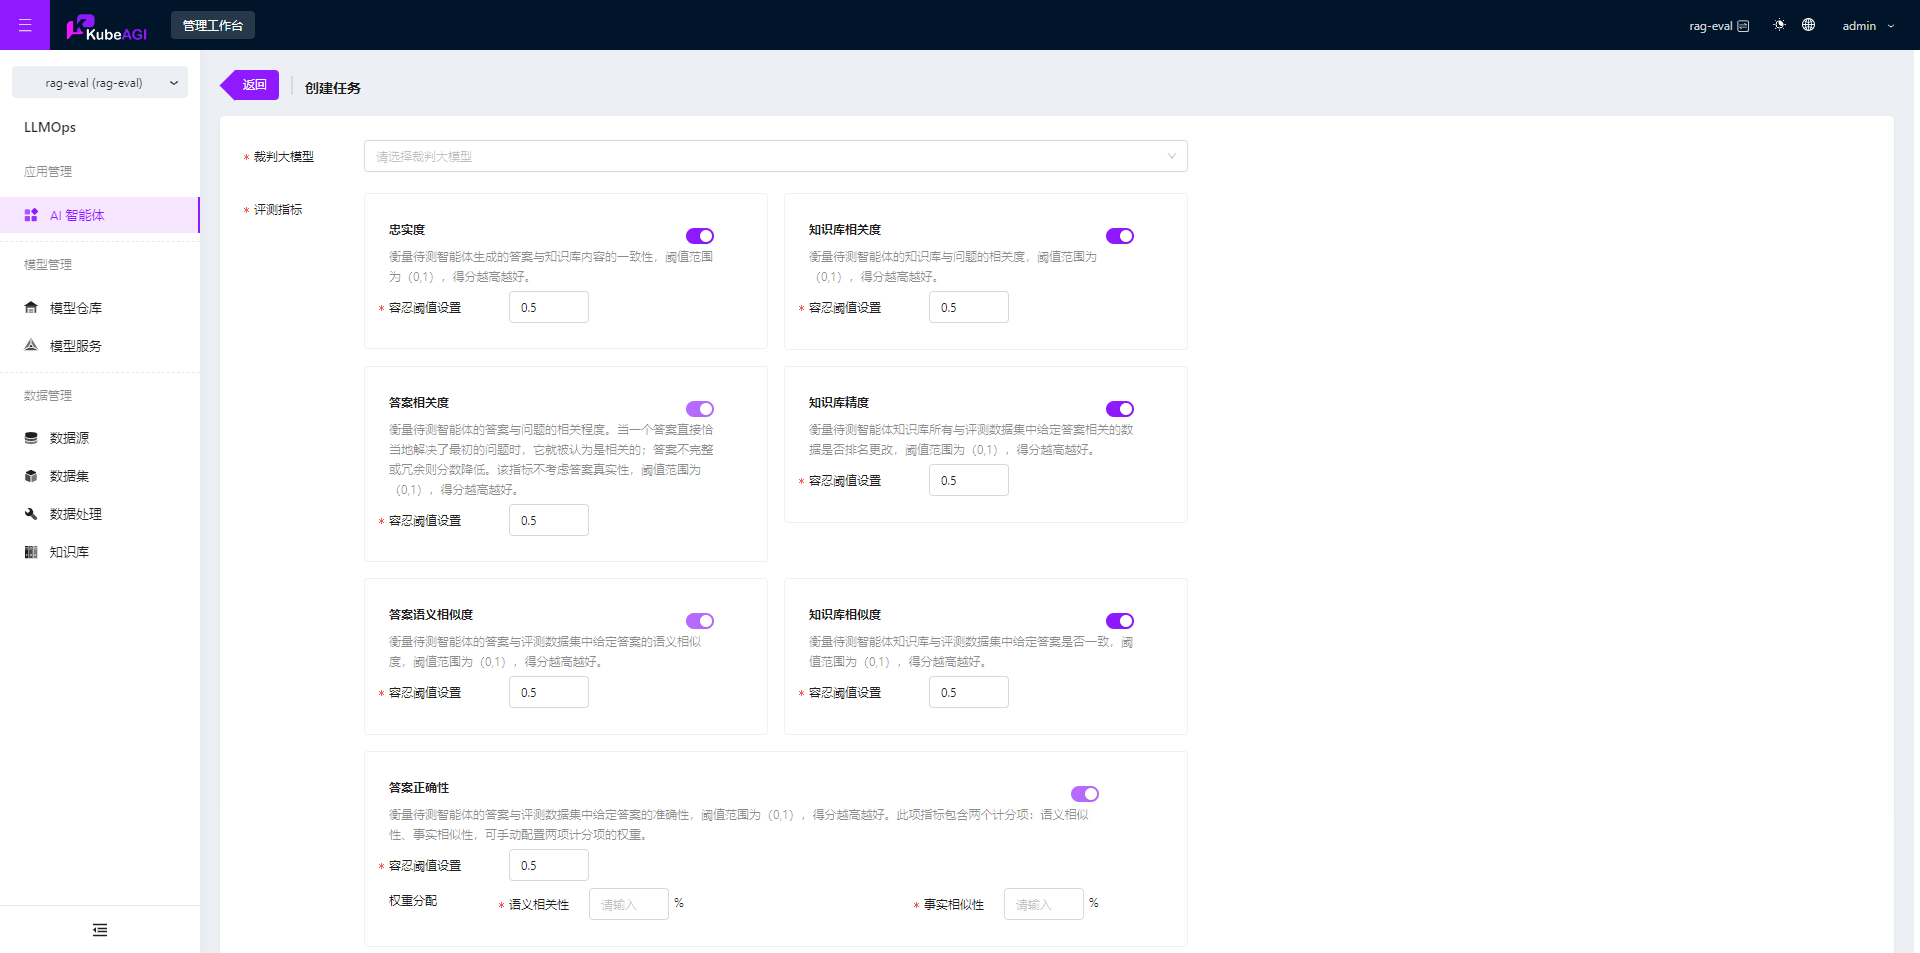 KubeAGI
管理工作台
rag-eval
admin
rag-eval (rag-eval)
LLMOps
应用管理
AI 智能体
模型管理
模型仓库
模型服务
数据管理
数据源
数据集
数据处理
知识库
返回
创建任务
* 裁判大模型
请选择裁判大模型
* 评测指标
忠实度
衡量待测智能体生成的答案与知识库内容的一致性，阈值范围
为（0,1），得分越高越好。
* 容忍阈值设置
0.5
知识库相关度
衡量待测智能体的知识库与问题的相关度，阈值范围为
（0,1），得分越高越好。
* 容忍阈值设置
0.5
答案相关度
衡量待测智能体的答案与问题的相关程度。当一个答案直接恰
当地解决了最初的问题时，它就被认为是相关的；答案不完整
或冗余则分数降低。该指标不考虑答案真实性，阈值范围为
（0,1），得分越高越好。
* 容忍阈值设置
0.5
知识库精度
衡量待测智能体知识库所有与评测数据集中给定答案相关的数
据是否排名更改，阈值范围为（0,1），得分越高越好。
* 容忍阈值设置
0.5
答案语义相似度
衡量待测智能体的答案与评测数据集中给定答案的语义相似
度，阈值范围为（0,1），得分越高越好。
* 容忍阈值设置
0.5
知识库相似度
衡量待测智能体知识库与评测数据集中给定答案是否一致，阈
值范围为（0,1），得分越高越好。
* 容忍阈值设置
0.5
答案正确性
衡量待测智能体的答案与评测数据集中给定答案的准确性，阈值范围为（0,1），得分越高越好。此项指标包含两个计分项：语义相似
性、事实相似性，可手动配置两项计分项的权重。
* 容忍阈值设置
0.5
权重分配
* 语义相关性
请输入
%
* 事实相似性
请输入
%